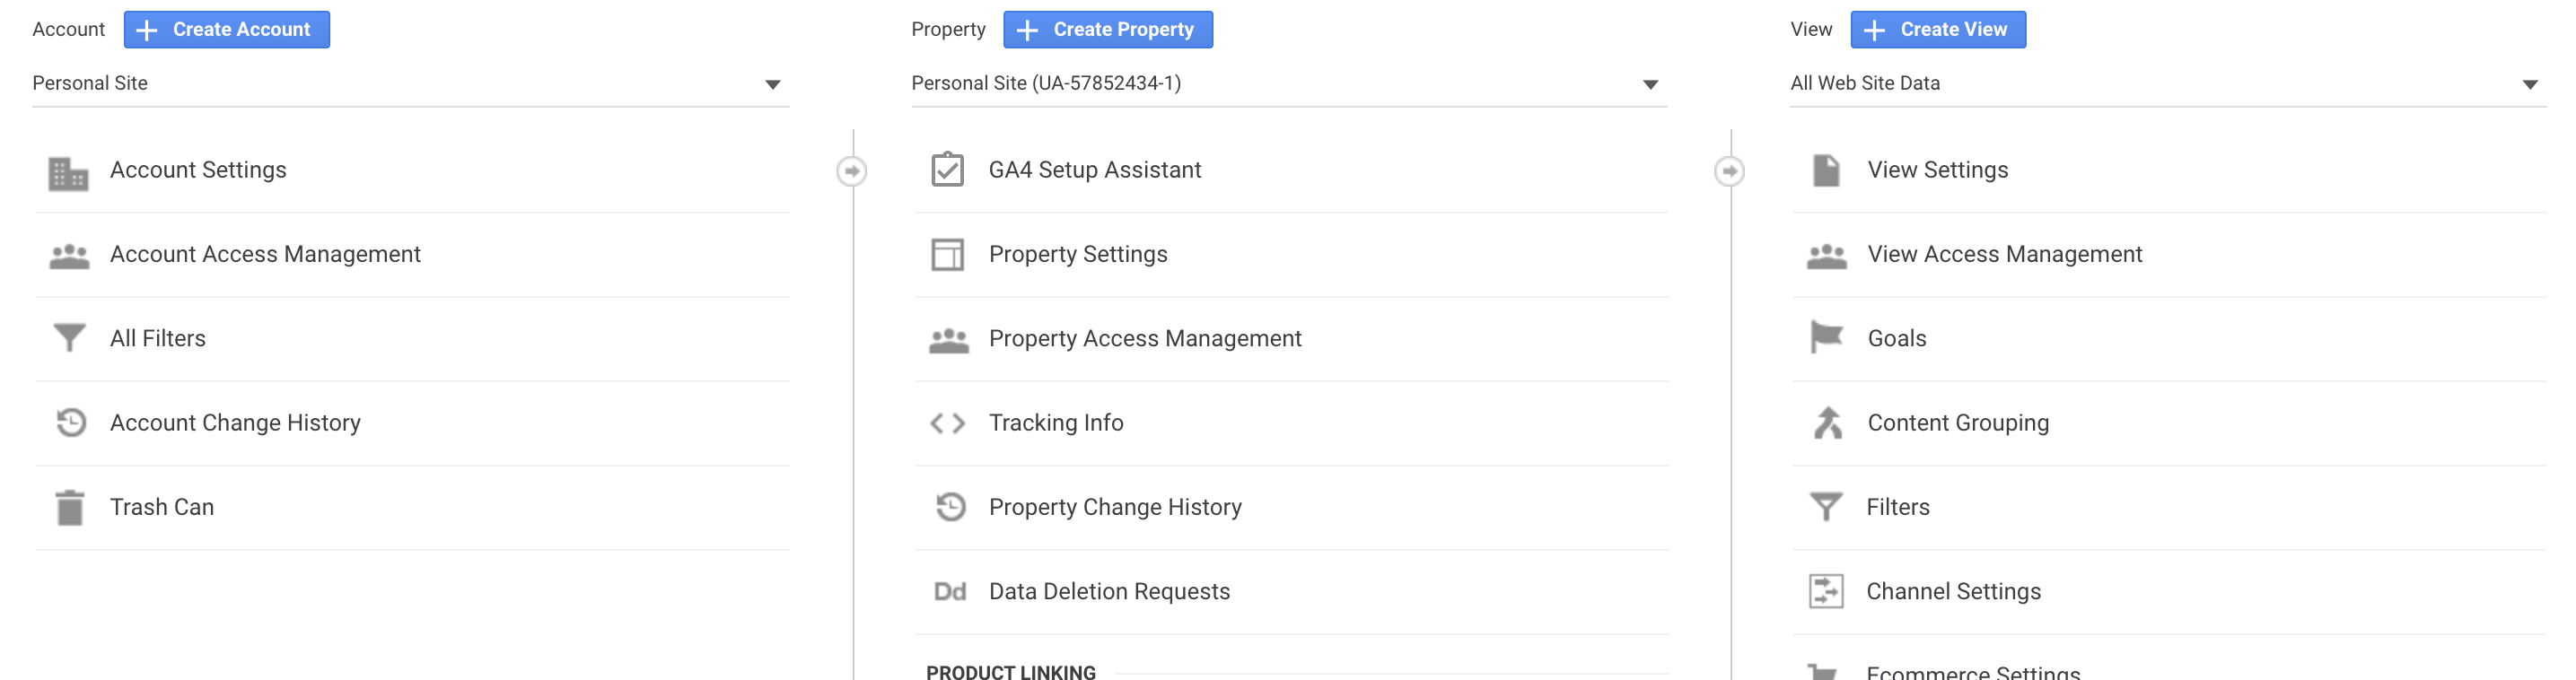 Account
Create Account
Personal Site
Account Settings
Account Access Management
All Filters
Account Change History
Trash Can
Property
Create Property
Personal Site (UA-57852434-1)
GA4 Setup Assistant
Property Settings
Property Access Management
Tracking Info
Property Change History
Dd Data Deletion Requests
PRODUCT LINKING
View
Create View
All Web Site Data
View Settings
View Access Management
Goals
Content Grouping
Filters
Channel Settings
Ecommerce Settings